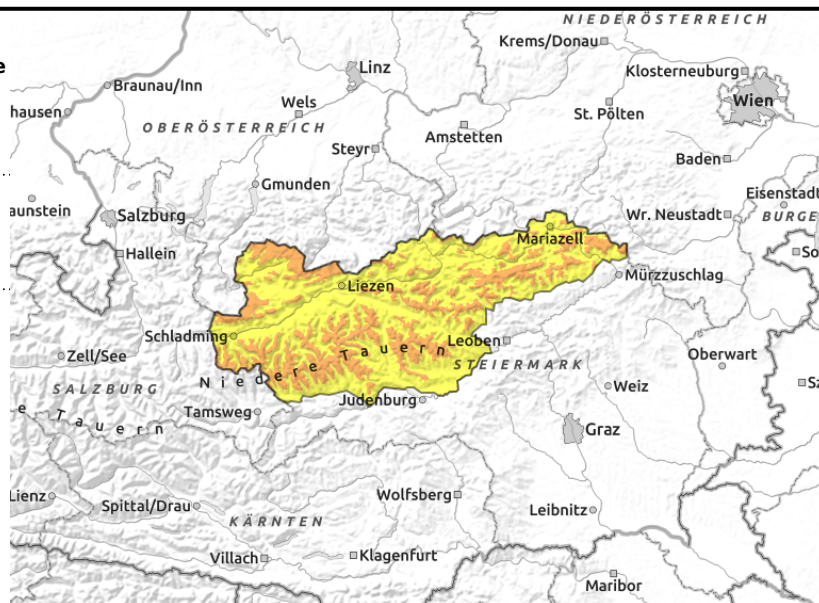 NIEDERÖSTERREICH
Krems/Donau
e
Linz
Klosterneuburg
Braunau/Inn
Wels
Wien
hausen
St. Pölten
OBERÖSTERREICH
Amstetten
Steyr
Baden
Gmunden
Eisenstadt
aunstein
Salzburg
Wr. Neustadt
BURGE
Mariazell
Hallein
So
Mürzzuschlag
Liezen
Schladming
Leoben
Zell/See
Niedere Tauern
STEIERMARK
Oberwart
SALZBURG
Weiz
Sz
Judenburg
Tamsweg
e Tauern
Graz
Lienz
Wolfsberg
Spittal/Drau
Leibnitz
KÄRNTEN
Villach
Klagenfurt
Maribor